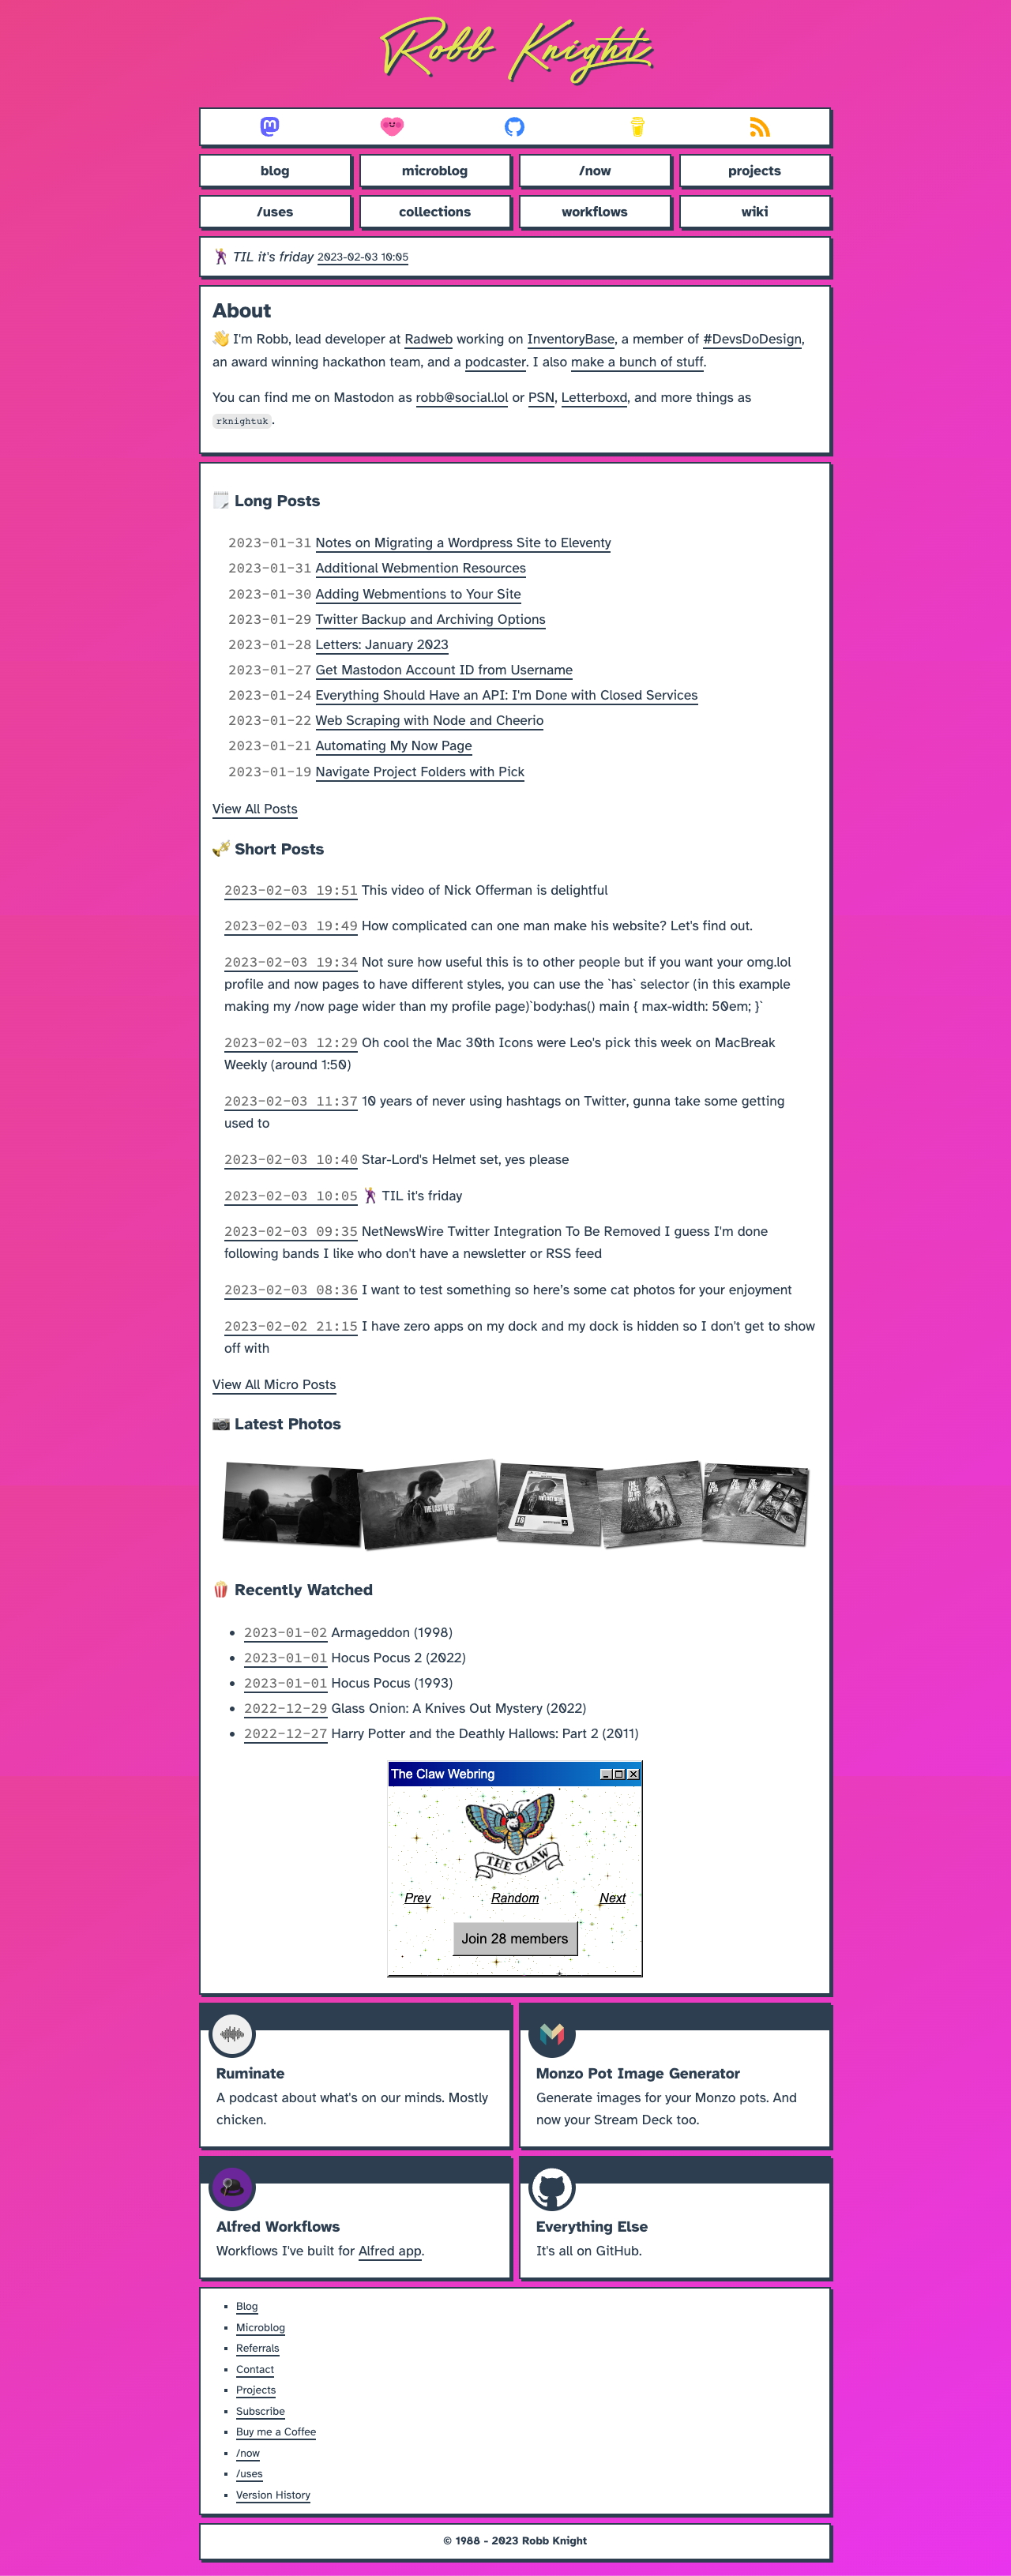 Robb Knight
blog
microblog
/now
projects
/uses
collections
workflows
wiki
TIL it's friday 2023-02-03 10:05
About
I'm Robb, lead developer at Radweb working on InventoryBase, a member of #DevsDoDesign,
an award winning hackathon team, and a podcaster. I also make a bunch of stuff.
You can find me on Mastodon as robb@social.lol or PSN, Letterboxd, and more things as
rknightuk.
Long Posts
2023-01-31 Notes on Migrating a Wordpress Site to Eleventy
2023-01-31 Additional Webmention Resources
2023-01-30 Adding Webmentions to Your Site
2023-01-29 Twitter Backup and Archiving Options
2023-01-28 Letters: January 2023
2023-01-27 Get Mastodon Account ID from Username
2023-01-24 Everything Should Have an API: I'm Done with Closed Services
2023-01-22 Web Scraping with Node and Cheerio
2023-01-21 Automating My Now Page
2023-01-19 Navigate Project Folders with Pick
View All Posts
Short Posts
2023-02-03 19:51 This video of Nick Offerman is delightful
2023-02-03 19:49 How complicated can one man make his website? Let's find out.
2023-02-03 19:34 Not sure how useful this is to other people but if you want your omg.lol
profile and now pages to have different styles, you can use the `has` selector (in this example
making my /now page wider than my profile page)`body:has() main { max-width: 50em; }`
2023-02-03 12:29 Oh cool the Mac 30th Icons were Leo's pick this week on MacBreak
Weekly (around 1:50)
2023-02-03 11:37 10 years of never using hashtags on Twitter, gunna take some getting
used to
2023-02-03 10:40 Star-Lord's Helmet set, yes please
2023-02-03 10:05 TIL it's friday
2023-02-03 09:35 NetNewsWire Twitter Integration To Be Removed I guess I'm done
following bands I like who don't have a newsletter or RSS feed
2023-02-03 08:36 I want to test something so here’s some cat photos for your enjoyment
2023-02-02 21:15 I have zero apps on my dock and my dock is hidden so I don't get to show
off with
View All Micro Posts
Latest Photos
THE LAST OF US
Recently Watched
2023-01-02 Armageddon (1998)
2023-01-01 Hocus Pocus 2 (2022)
2023-01-01 Hocus Pocus (1993)
2022-12-29 Glass Onion: A Knives Out Mystery (2022)
2022-12-27 Harry Potter and the Deathly Hallows: Part 2 (2011)
The Claw Webring
THE CLAW
Prev
Random
Next
Join 28 members
Ruminate
A podcast about what's on our minds. Mostly
chicken.
Monzo Pot Image Generator
Generate images for your Monzo pots. And
now your Stream Deck too.
Alfred Workflows
Workflows I've built for Alfred app.
Everything Else
It's all on GitHub.
Blog
Microblog
Referrals
Contact
Projects
Subscribe
Buy me a Coffee
/now
/uses
Version History
© 1988 - 2023 Robb Knight